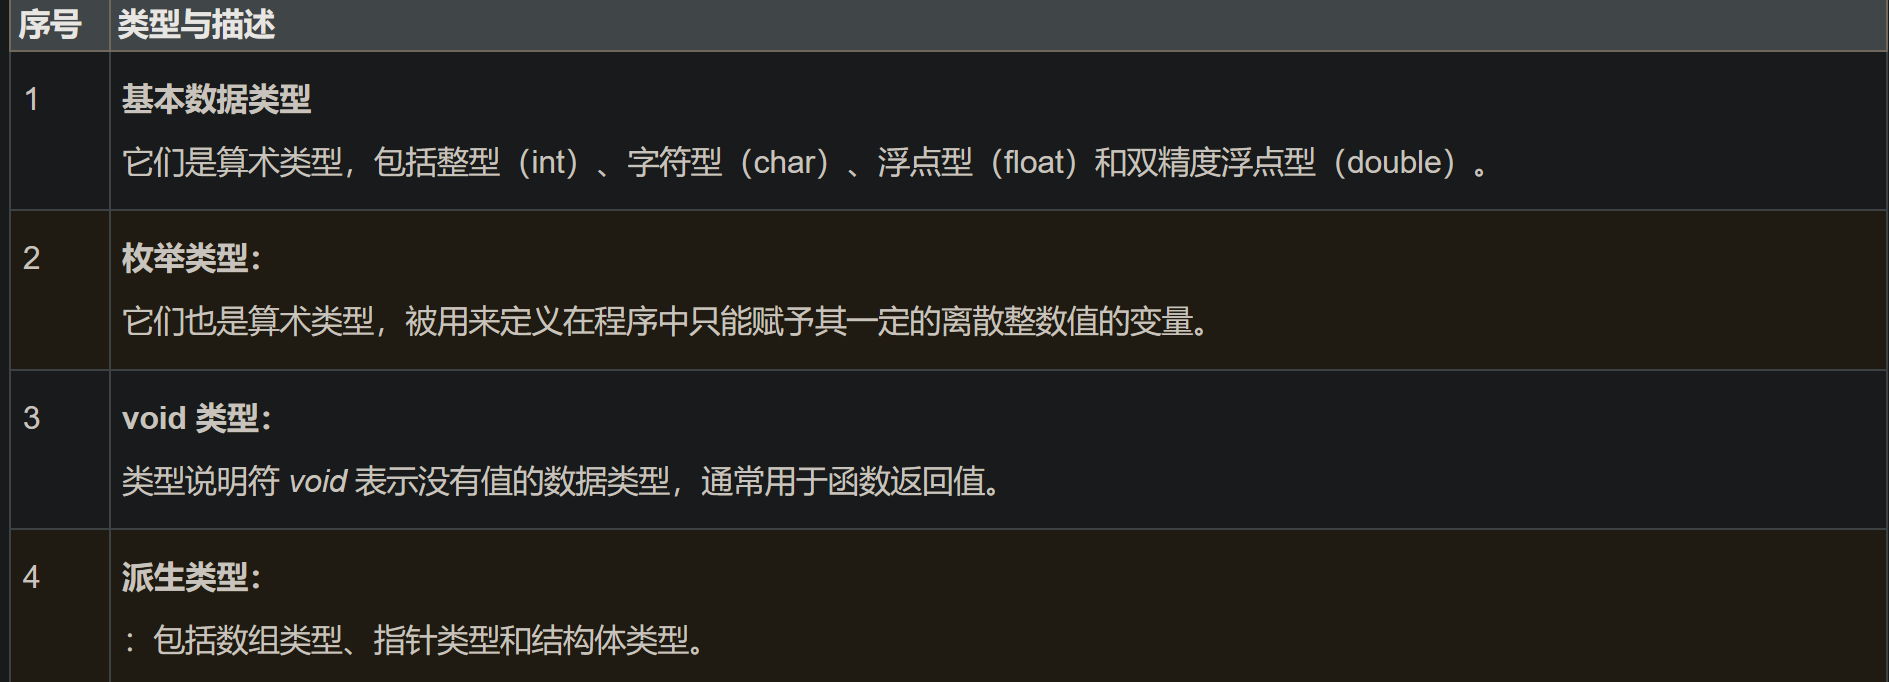 序号 类型与描述
1 基本数据类型
它们是算术类型，包括整型（int）、字符型（char）、浮点型（float）和双精度浮点型（double）。
2 枚举类型：
它们也是算术类型，被用来定义在程序中只能赋予其一定的离散整数值的变量。
3 void 类型：
类型说明符 void 表示没有值的数据类型，通常用于函数返回值。
4 派生类型：
：包括数组类型、指针类型和结构体类型。